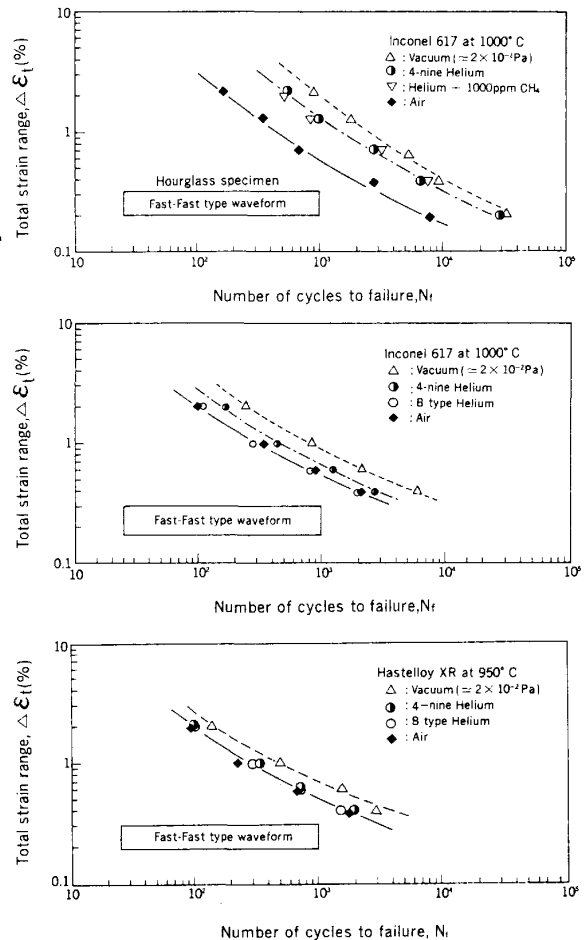 10
1
0.1
Total strain range, Δ Ɛt(%)
Inconel 617 at 1000°C
△ : Vacuum (≃ 2 × 10⁻²Pa)
◑ : 4-nine Helium
▽ : Helium – 1000ppm CH₄
◆ : Air
Hourglass specimen
Fast-Fast type waveform
10 10² 10³ 10⁴ 10⁵
Number of cycles to failure,Nf
10
1
0.1
Total strain range, Δ Ɛt(%)
Inconel 617 at 1000°C
△ : Vacuum (≃ 2 × 10⁻²Pa)
◑ : 4-nine Helium
○ : B type Helium
◆ : Air
Fast-Fast type waveform
10 10² 10³ 10⁴ 10⁵
Number of cycles to failure,Nf
10
1
0.1
Total strain range, Δ Ɛt(%)
Hastelloy XR at 950°C
△ : Vacuum (≃ 2 × 10⁻²Pa)
◑ : 4-nine Helium
○ : B type Helium
◆ : Air
Fast-Fast type waveform
10 10² 10³ 10⁴ 10⁵
Number of cycles to failure, Nf